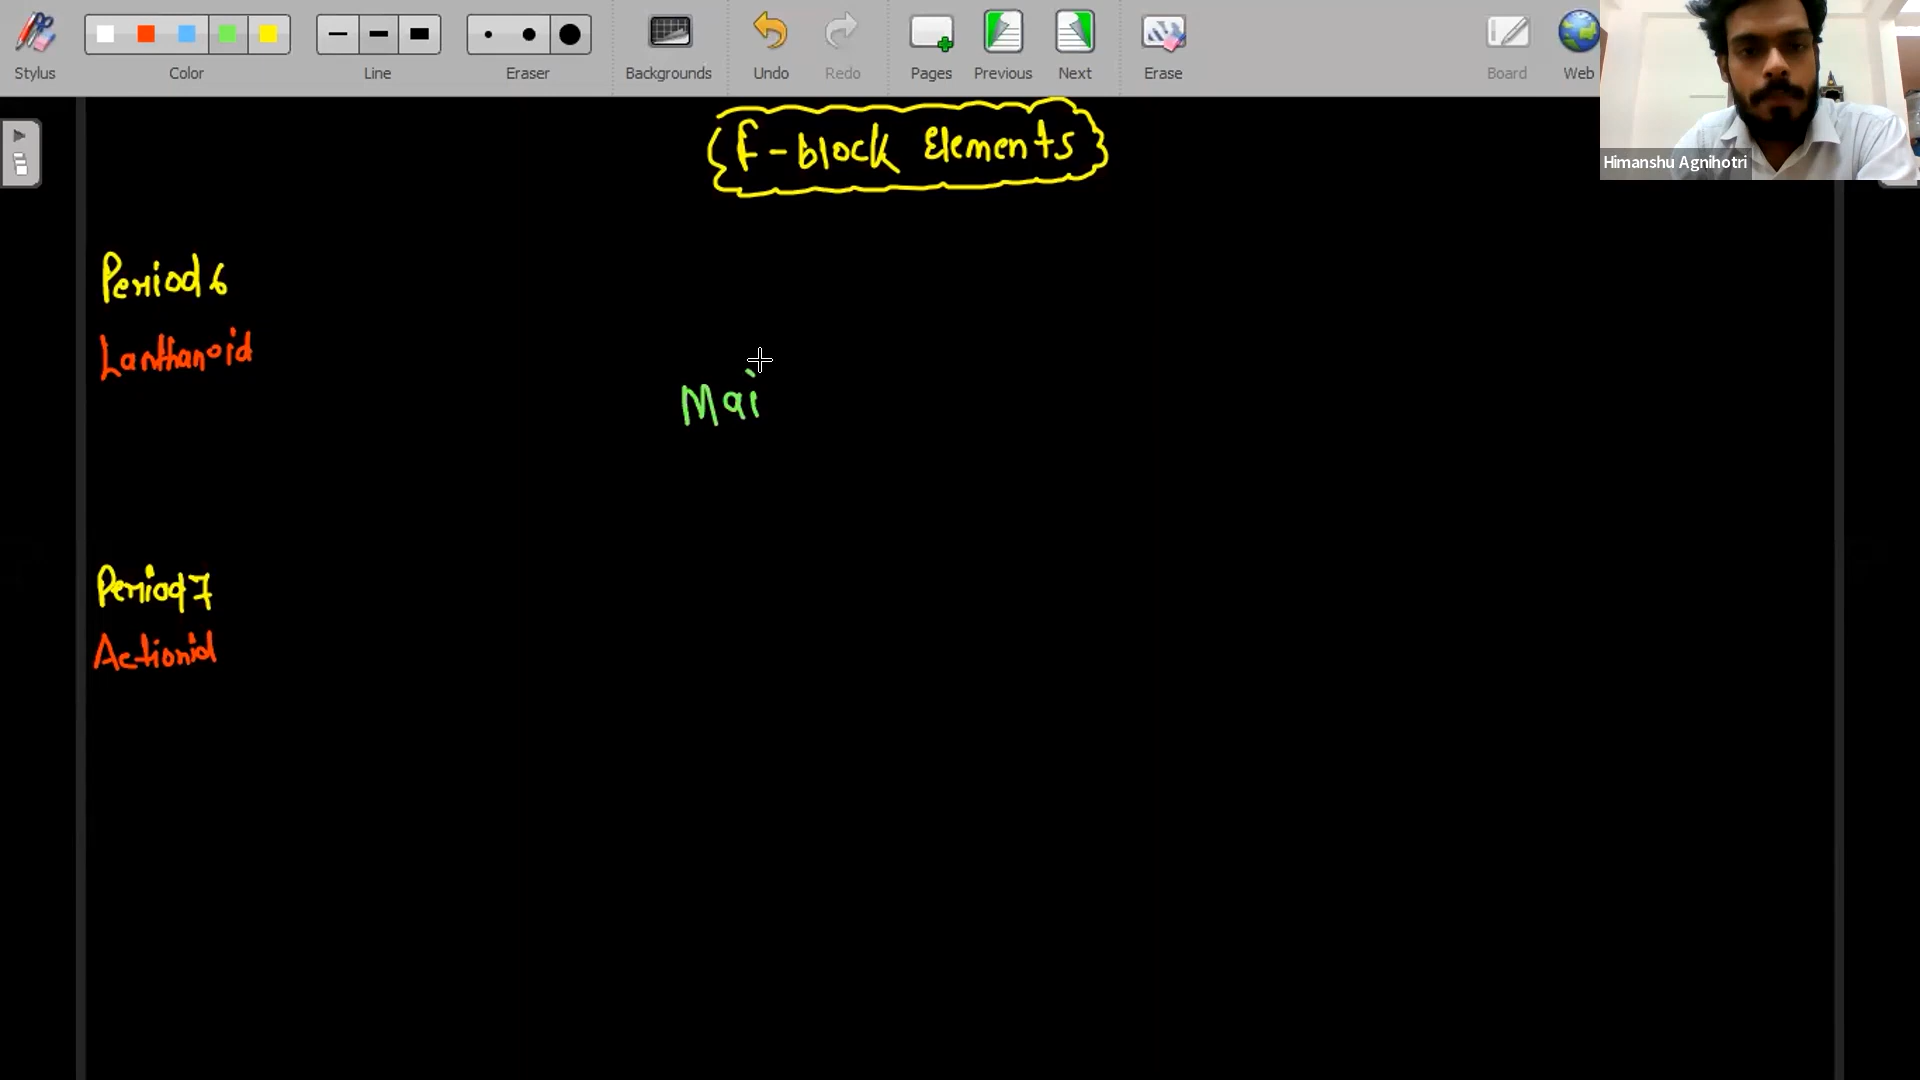 Stylus
Color
Line
Eraser
Backgrounds
Undo
Redo
Pages
Previous
Next
Erase
Board
Web
Himanshu Agnihotri
F-block Elements
Period 6
Lanthanoid
Mai
Period 7
Actionid